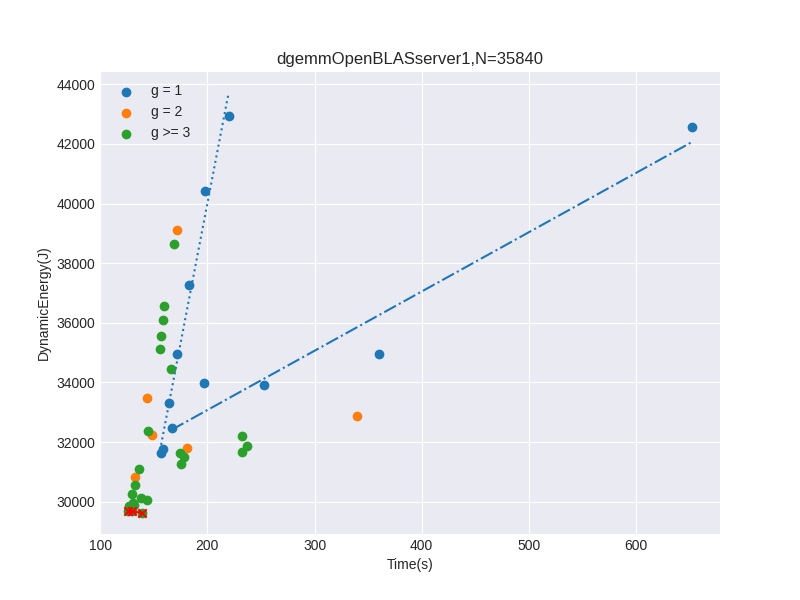 dgemmOpenBLASserver1,N=35840
g = 1
g = 2
g >= 3
DynamicEnergy(J)
44000
42000
40000
38000
36000
34000
32000
30000
100 200 300 400 500 600
Time(s)